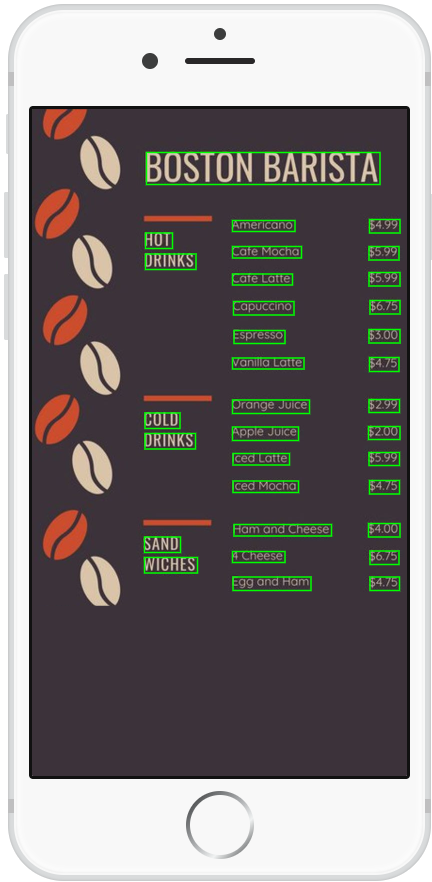 BOSTON BARISTA
HOT DRINKS
Americano $4.99
Cafe Mocha $5.99
Cafe Latte $5.99
Capuccino $6.75
Espresso $3.00
Vanilla Latte $4.75
COLD DRINKS
Orange Juice $2.99
Apple Juice $2.00
Iced Latte $5.99
Iced Mocha $4.75
SAND WICHES
Ham and Cheese $4.00
4 Cheese $6.75
Egg and Ham $4.75